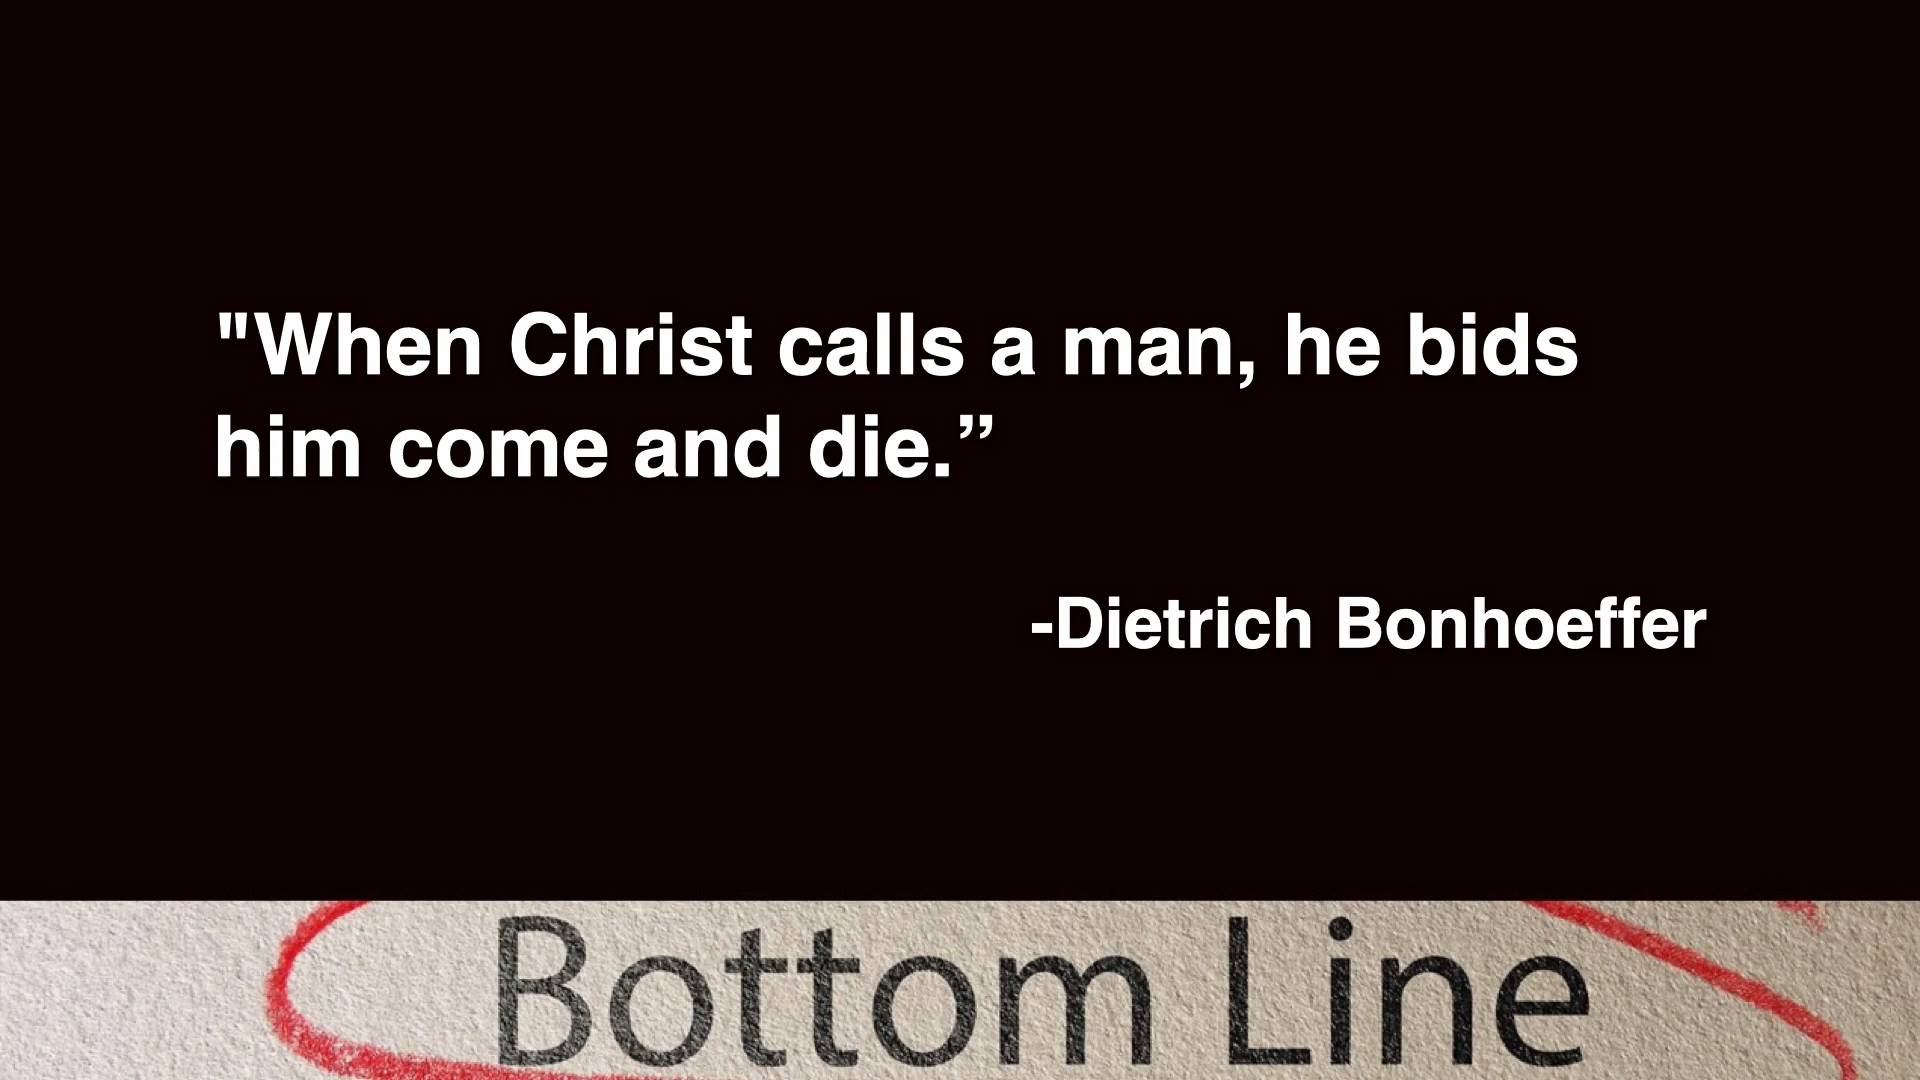 "When Christ calls a man, he bids
him come and die.”
-Dietrich Bonhoeffer
Bottom Line